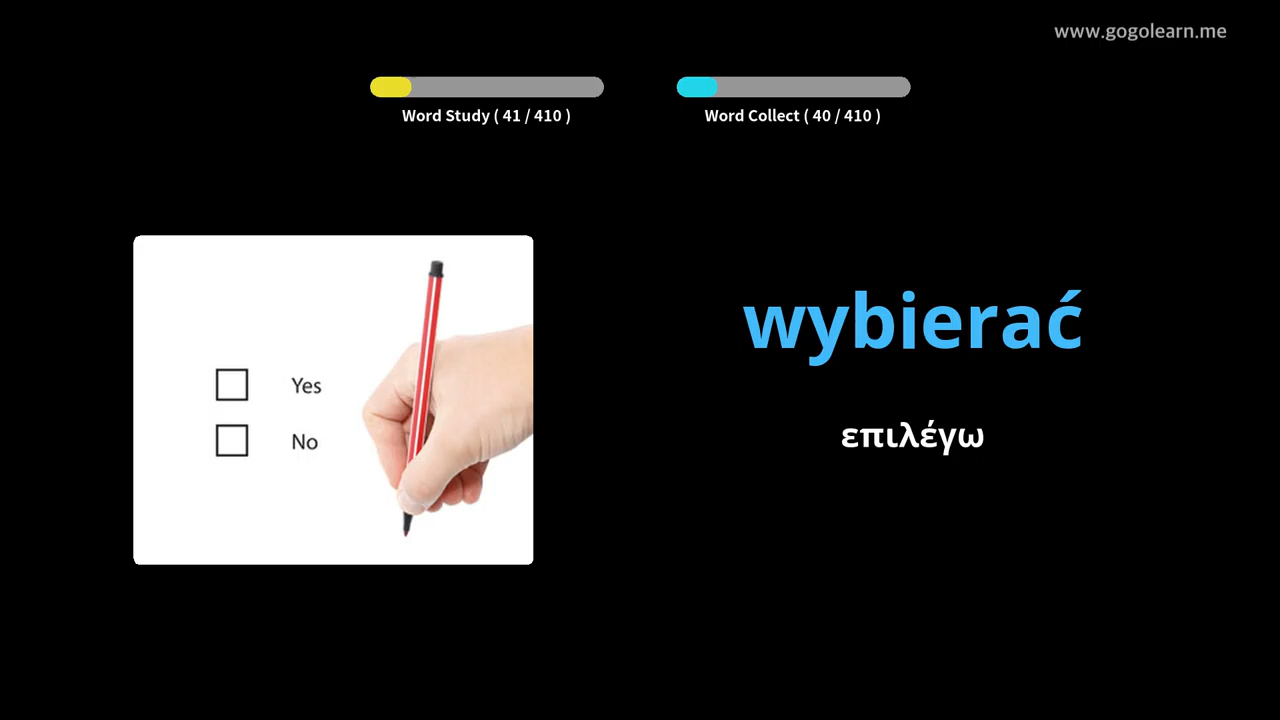 www.gogolearn.me
Word Study ( 41 / 410 )
Word Collect ( 40 / 410 )
Yes
No
wybierać
επιλέγω